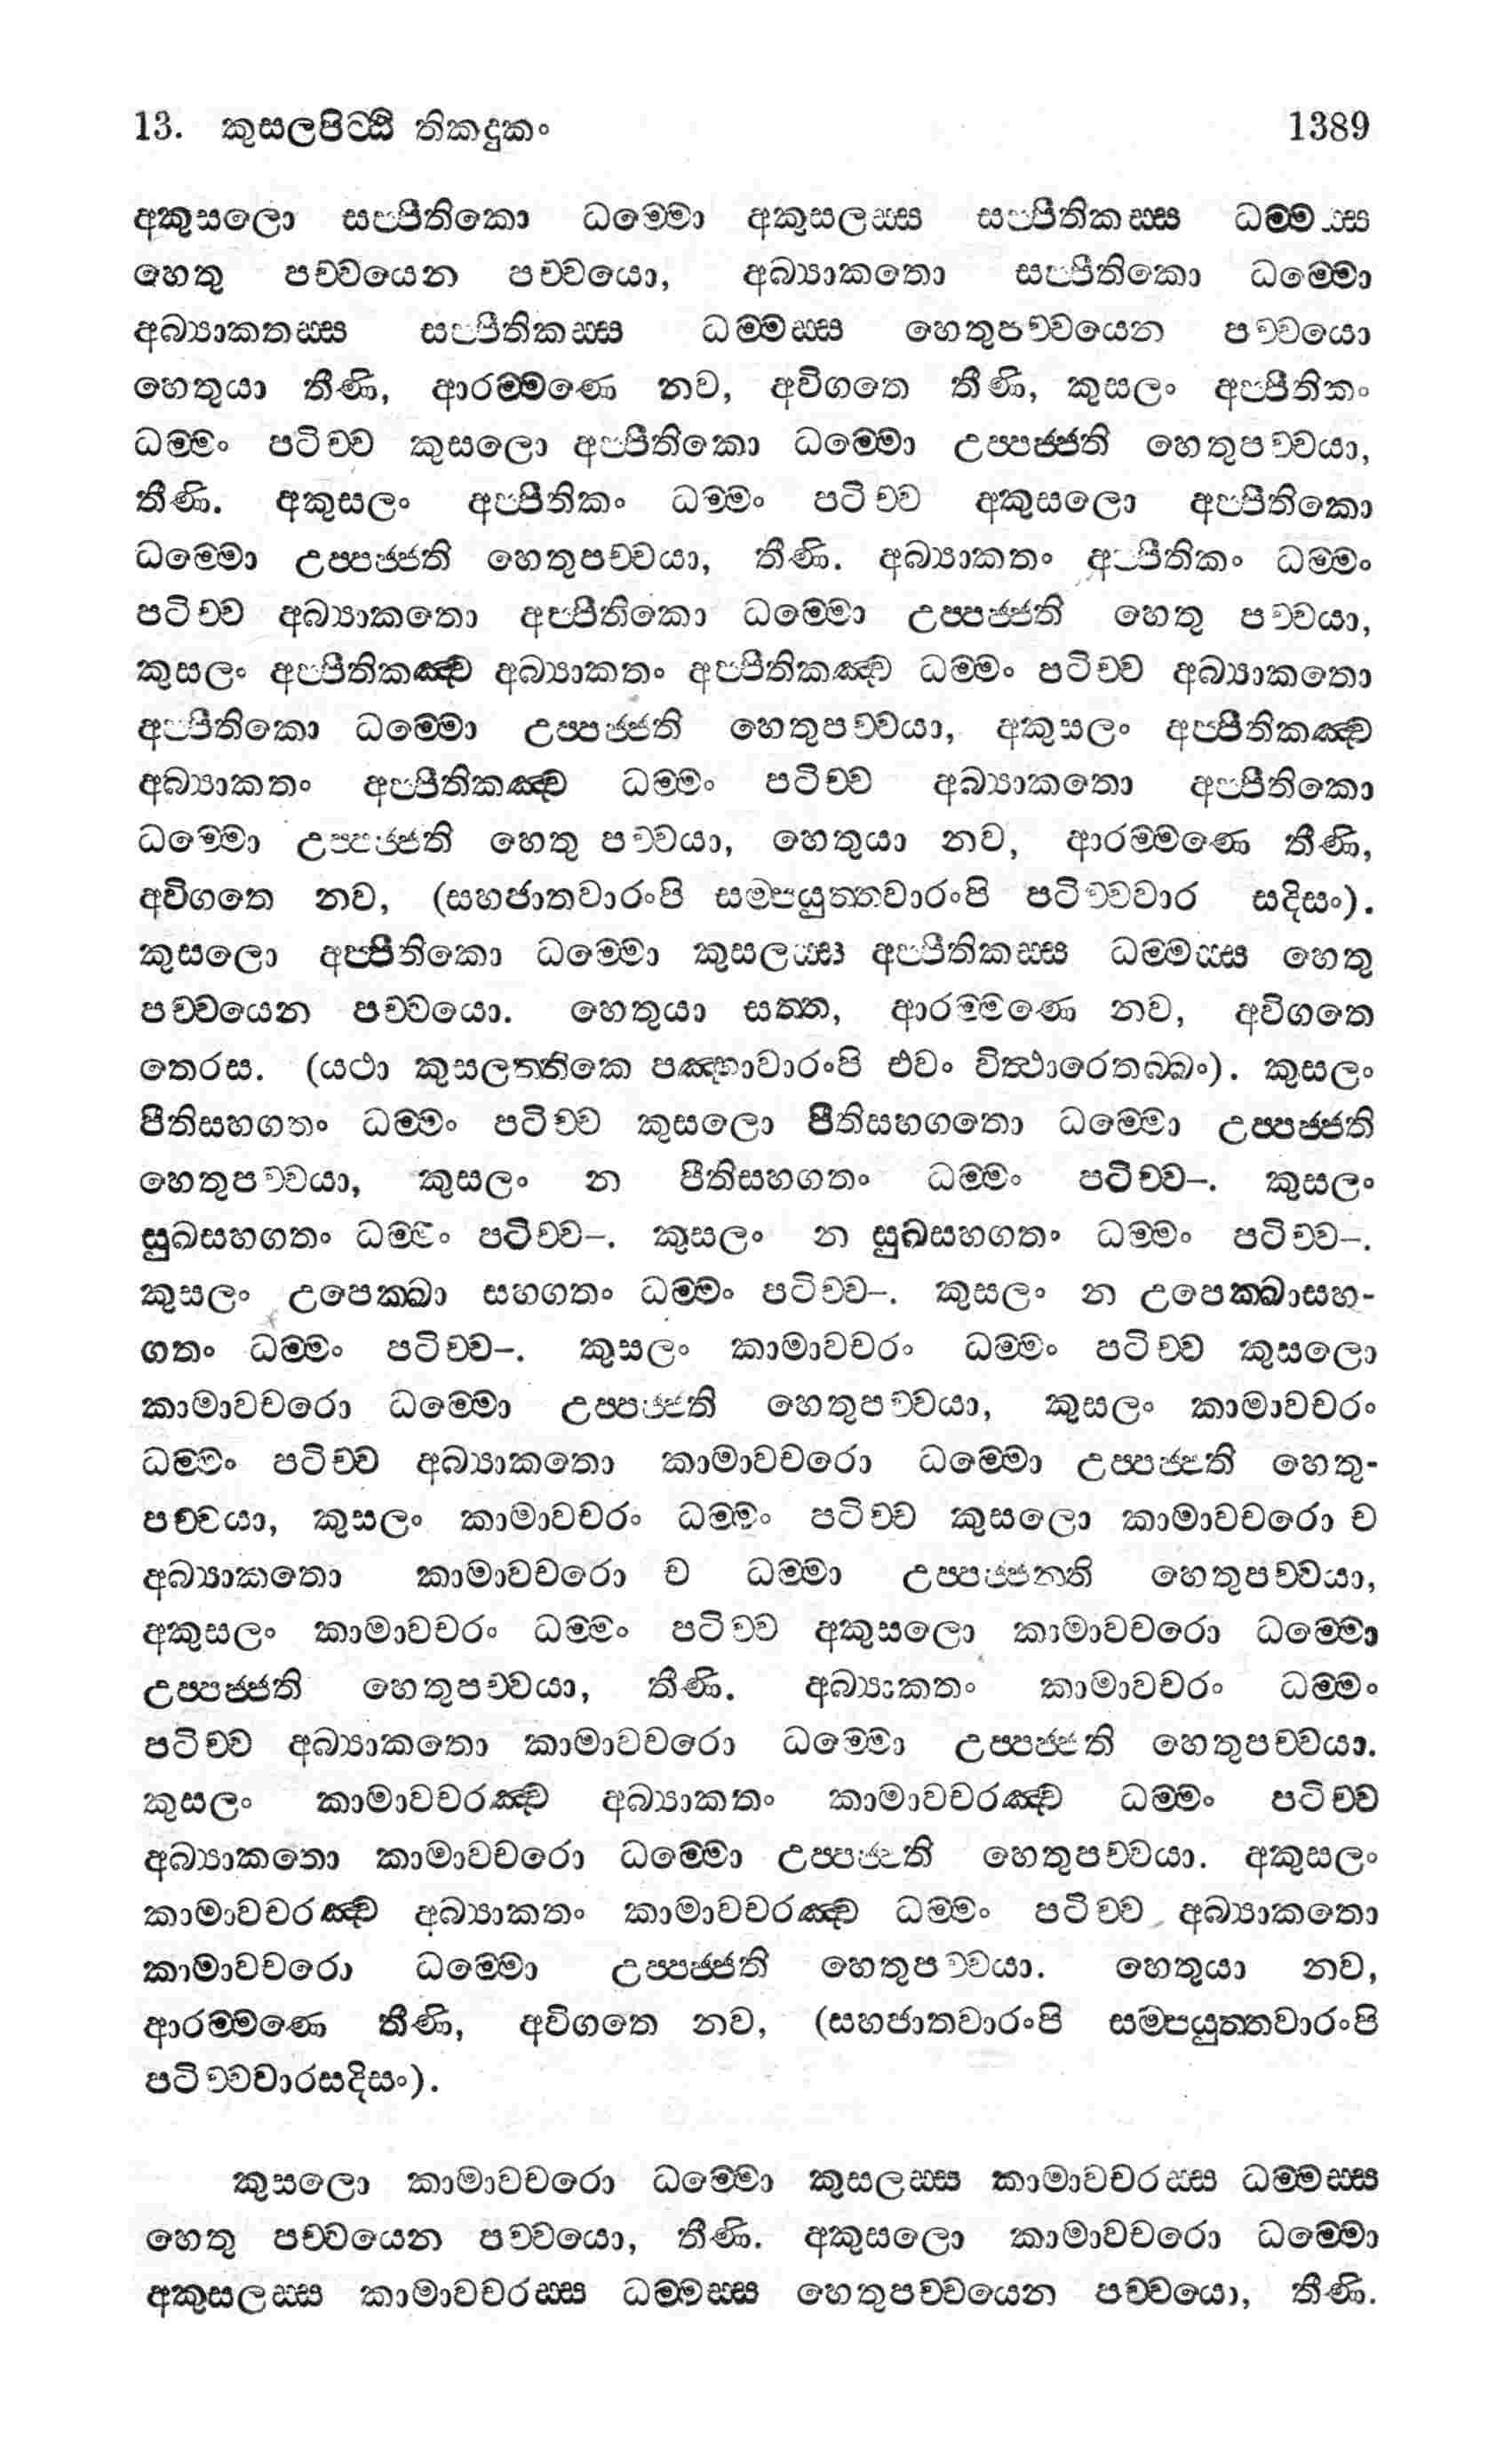 13. කුසලපිට්ඨි තිකදුකං 1389
අකුසලො සප්පීතිකො ධම්මො අකුසලස්ස සප්පීතිකස්ස ධම්මස්ස
හෙතු පච්චයෙන පච්චයො, අබ්‍යාකතො සප්පීතිකො ධම්මො
අබ්‍යාකතස්ස සප්පීතිකස්ස ධම්මස්ස හෙතුපච්චයෙන පච්චයො
හෙතුයා තීණි, ආරම්මණෙ නව, අවිගතෙ තීණි, කුසලං අප්පීතිකං
ධම්මං පටිච්ච කුසලො අප්පීතිකො ධම්මො උප්පජ්ජති හෙතුපච්චයා,
තීණි. අකුසලං අප්පීතිකං ධම්මං පටිච්ච අකුසලො අප්පීතිකො
ධම්මො උප්පජ්ජති හෙතුපච්චයා, තීණි. අබ්‍යාකතං අප්පීතිකං ධම්මං
පටිච්ච අබ්‍යාකතො අප්පීතිකො ධම්මො උප්පජ්ජති හෙතු පච්චයා,
කුසලං අප්පීතිකඤ්ච අබ්‍යාකතං අප්පීතිකඤ්ච ධම්මං පටිච්ච අබ්‍යාකතො
අප්පීතිකො ධම්මො උප්පජ්ජති හෙතුපච්චයා, අකුසලං අප්පීතිකඤ්ච
අබ්‍යාකතං අප්පීතිකඤ්ච ධම්මං පටිච්ච අබ්‍යාකතො අප්පීතිකො
ධම්මො උප්පජ්ජති හෙතු පච්චයා, හෙතුයා නව, ආරම්මණෙ තීණි,
අවිගතෙ නව, (සහජාතවාරංපි සම්පයුත්තවාරංපි පටිච්චවාර සදිසං).
කුසලො අප්පීතිකො ධම්මො කුසලස්ස අප්පීතිකස්ස ධම්මස්ස හෙතු
පච්චයෙන පච්චයො. හෙතුයා සත්ත, ආරම්මණෙ නව, අවිගතෙ
තෙරස. (යථා කුසලත්තිකෙ පඤ්හාවාරංපි එවං විත්ථාරෙතබ්බං). කුසලං
පීතිසහගතං ධම්මං පටිච්ච කුසලො පීතිසහගතො ධම්මො උප්පජ්ජති
හෙතුපච්චයා, කුසලං න පීතිසහගතං ධම්මං පටිච්ච–. කුසලං
සුඛසහගතං ධම්මං පටිච්ච–. කුසලං න සුඛසහගතං ධම්මං පටිච්ච–.
කුසලං උපෙක්ඛා සහගතං ධම්මං පටිච්ච–. කුසලං න උපෙක්ඛාසහ-
ගතං ධම්මං පටිච්ච–. කුසලං කාමාවචරං ධම්මං පටිච්ච කුසලො
කාමාවචරො ධම්මො උප්පජ්ජති හෙතුපච්චයා, කුසලං කාමාවචරං
ධම්මං පටිච්ච අබ්‍යාකතො කාමාවචරො ධම්මො උප්පජ්ජති හෙතු-
පච්චයා, කුසලං කාමාවචරං ධම්මං පටිච්ච කුසලො කාමාවචරො ච
අබ්‍යාකතො කාමාවචරො ච ධම්මා උප්පජ්ජන්ති හෙතුපච්චයා,
අකුසලං කාමාවචරං ධම්මං පටිච්ච අකුසලො කාමාවචරො ධම්මො
උප්පජ්ජති හෙතුපච්චයා, තීණි. අබ්‍යාකතං කාමාවචරං ධම්මං
පටිච්ච අබ්‍යාකතො කාමාවචරො ධම්මො උප්පජ්ජති හෙතුපච්චයා.
කුසලං කාමාවචරඤ්ච අබ්‍යාකතං කාමාවචරඤ්ච ධම්මං පටිච්ච
අබ්‍යාකතො කාමාවචරො ධම්මො උප්පජ්ජති හෙතුපච්චයා. අකුසලං
කාමාවචරඤ්ච අබ්‍යාකතං කාමාවචරඤ්ච ධම්මං පටිච්ච අබ්‍යාකතො
කාමාවචරො ධම්මො උප්පජ්ජති හෙතුපච්චයා. හෙතුයා නව,
ආරම්මණෙ තීණි, අවිගතෙ නව, (සහජාතවාරංපි සම්පයුත්තවාරංපි
පටිච්චවාරසදිසං).
කුසලො කාමාවචරො ධම්මො කුසලස්ස කාමාවචරස්ස ධම්මස්ස
හෙතු පච්චයෙන පච්චයො, තීණි. අකුසලො කාමාවචරො ධම්මො
අකුසලස්ස කාමාවචරස්ස ධම්මස්ස හෙතුපච්චයෙන පච්චයො, තීණි.